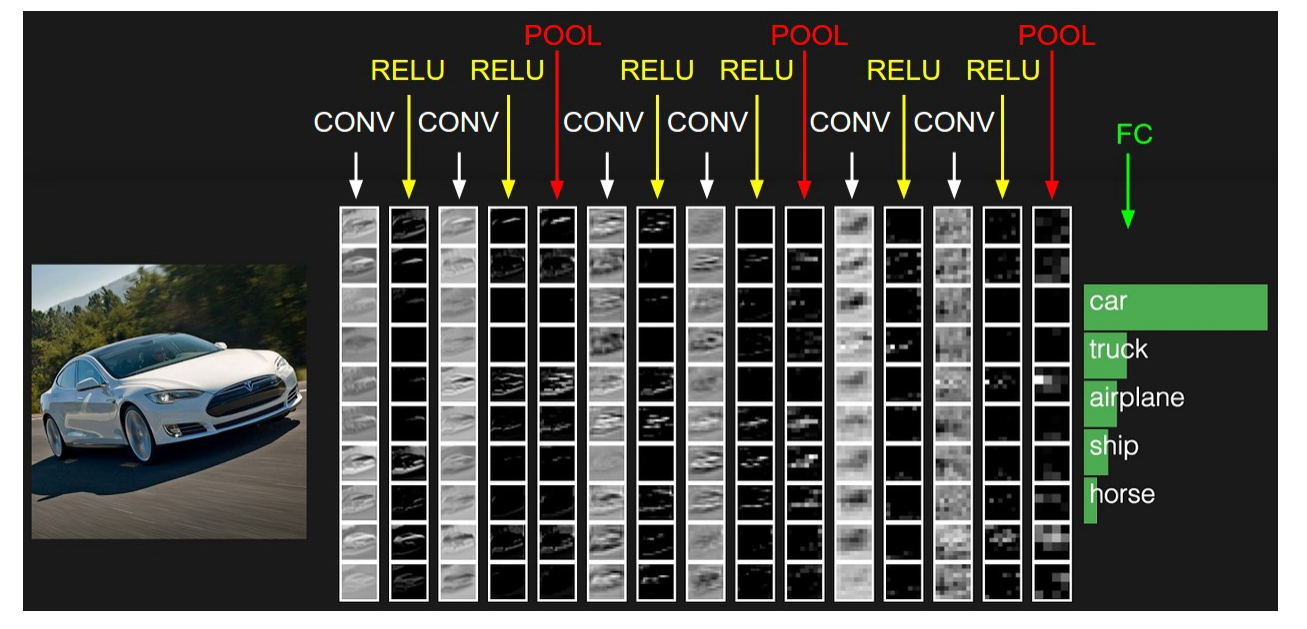 POOL POOL POOL
RELU RELU RELU RELU RELU RELU
CONV CONV CONV CONV CONV CONV
FC
car
truck
airplane
ship
horse